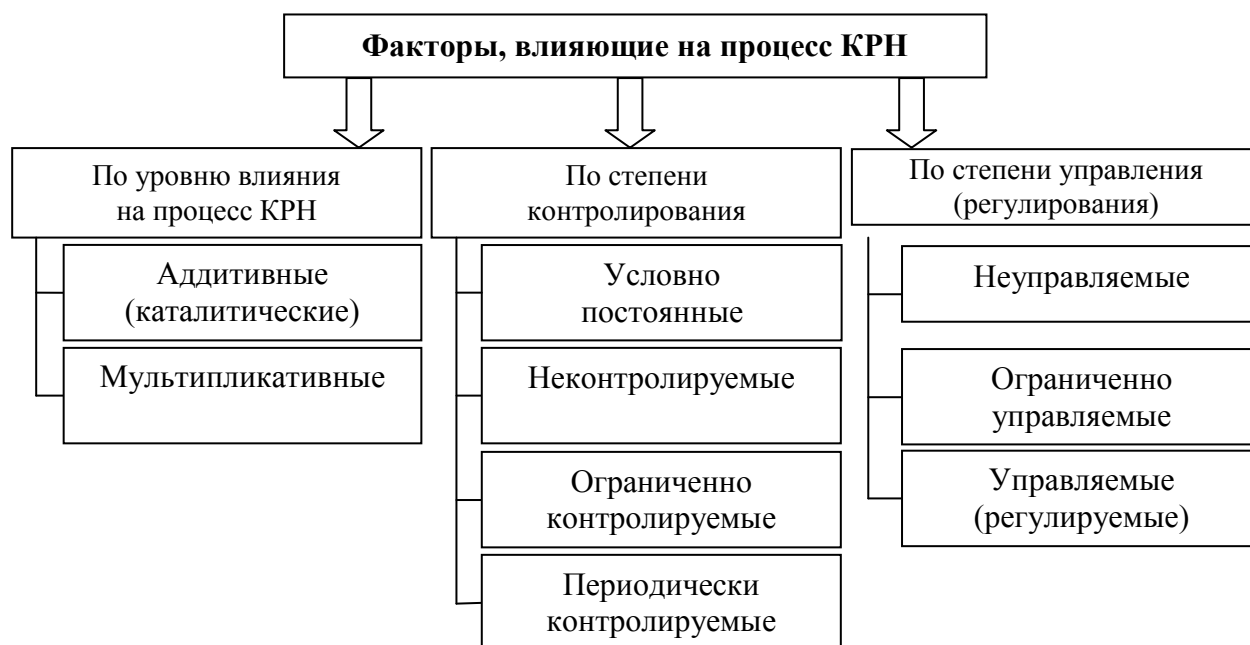 Факторы, влияющие на процесс КРН
По уровню влияния
на процесс КРН
Аддитивные
(каталитические)
Мультипликативные
По степени
контролирования
Условно
постоянные
Неконтролируемые
Ограниченно
контролируемые
Периодически
контролируемые
По степени управления
(регулирования)
Неуправляемые
Ограниченно
управляемые
Управляемые
(регулируемые)